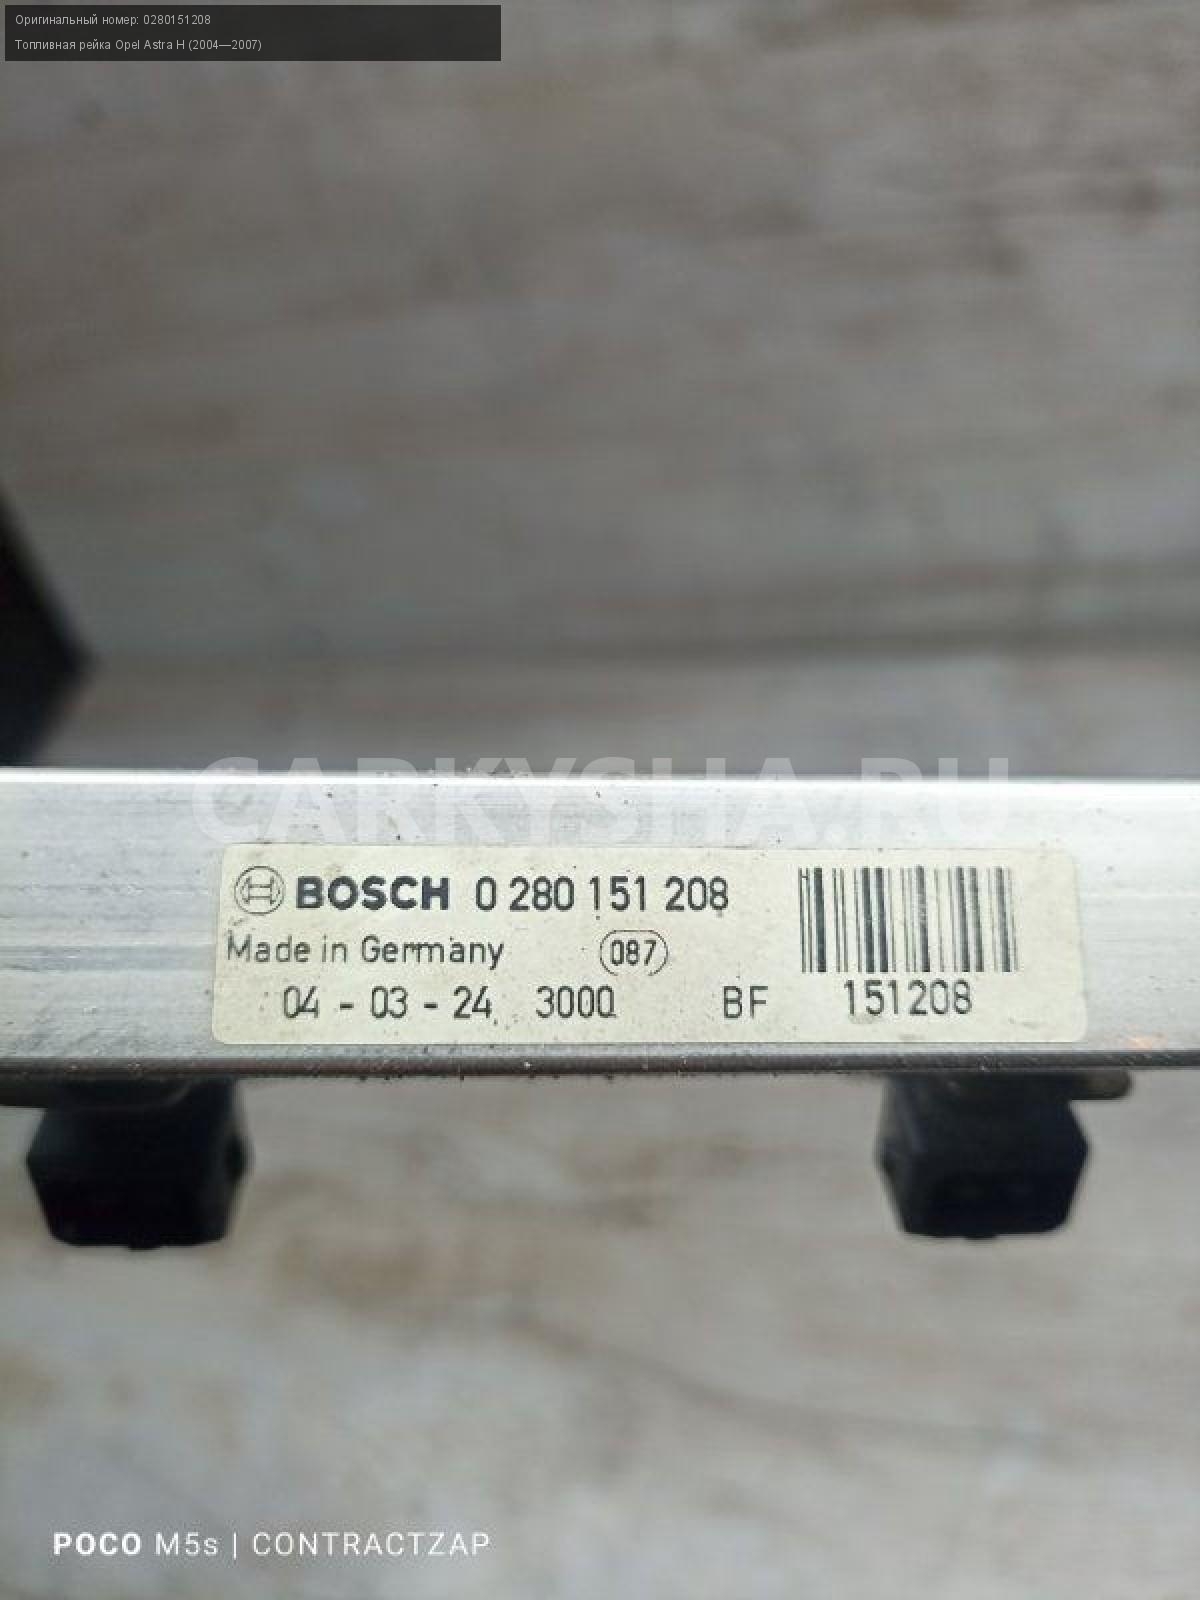 Оригинальный номер: 0280151208
Топливная рейка Opel Astra H (2004—2007)
CARKYSHA.RU
BOSCH 0 280 151 208
Made in Germany 087
04 - 03 - 24 3000 BF 151208
POCO M5s | CONTRACTZAP